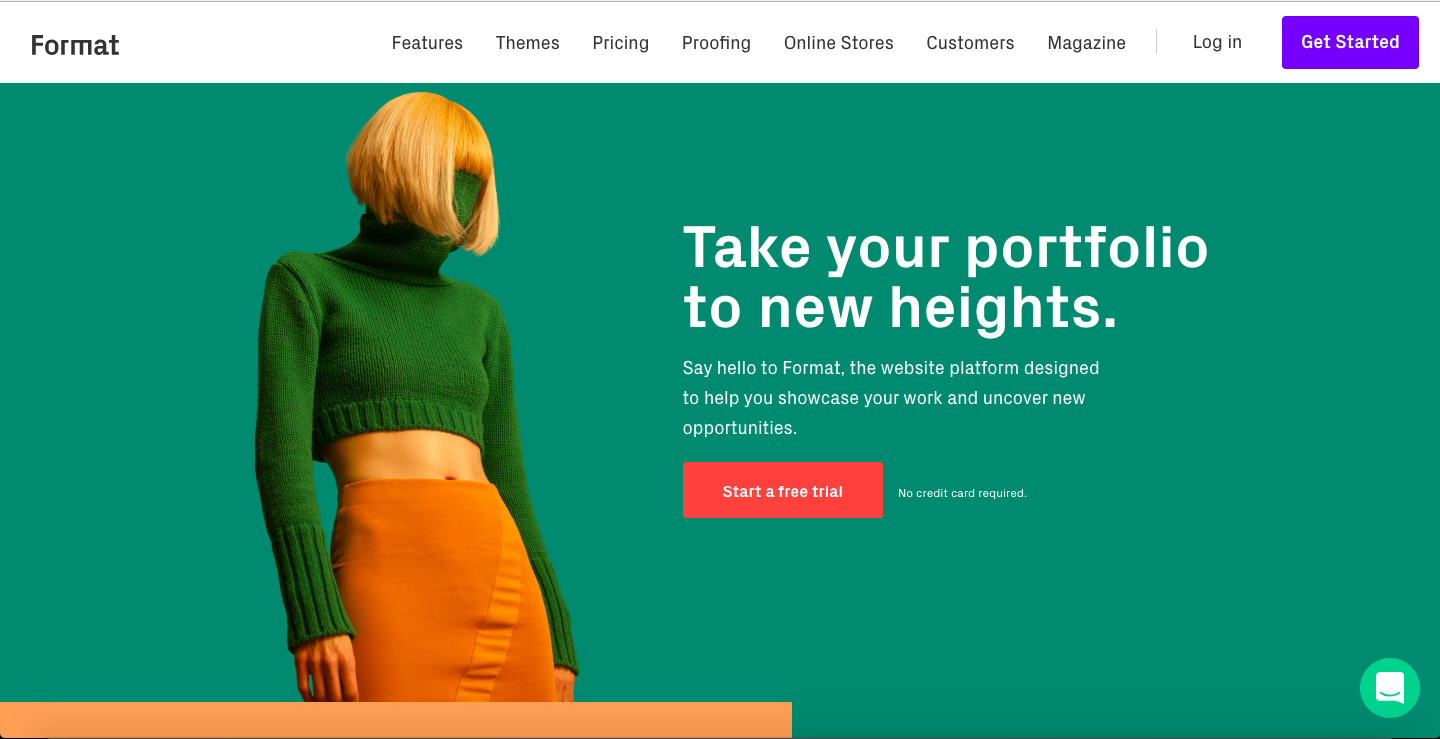 Format
Features
Themes
Pricing
Proofing
Online Stores
Customers
Magazine
Log in
Get Started
Take your portfolio
to new heights.
Say hello to Format, the website platform designed
to help you showcase your work and uncover new
opportunities.
Start a free trial
No credit card required.